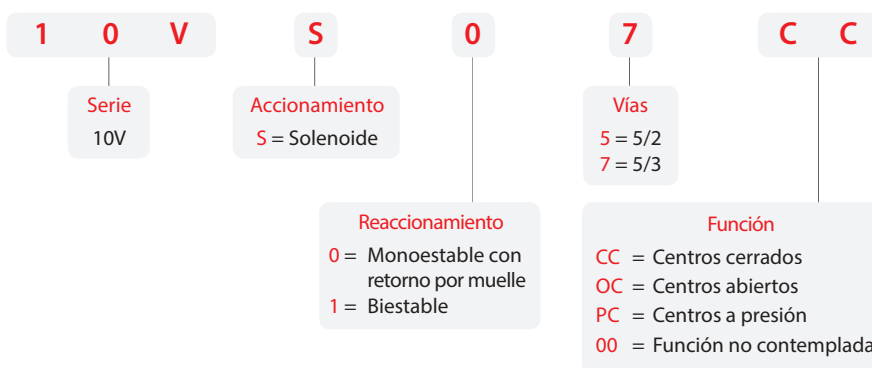 1 0 V S 0 7 C C
Serie
10V
Accionamiento
S = Solenoide
Vías
5 = 5/2
7 = 5/3
Reaccionamiento
0 = Monoestable con
retorno por muelle
1 = Biestable
Función
CC = Centros cerrados
OC = Centros abiertos
PC = Centros a presión
00 = Función no contemplada